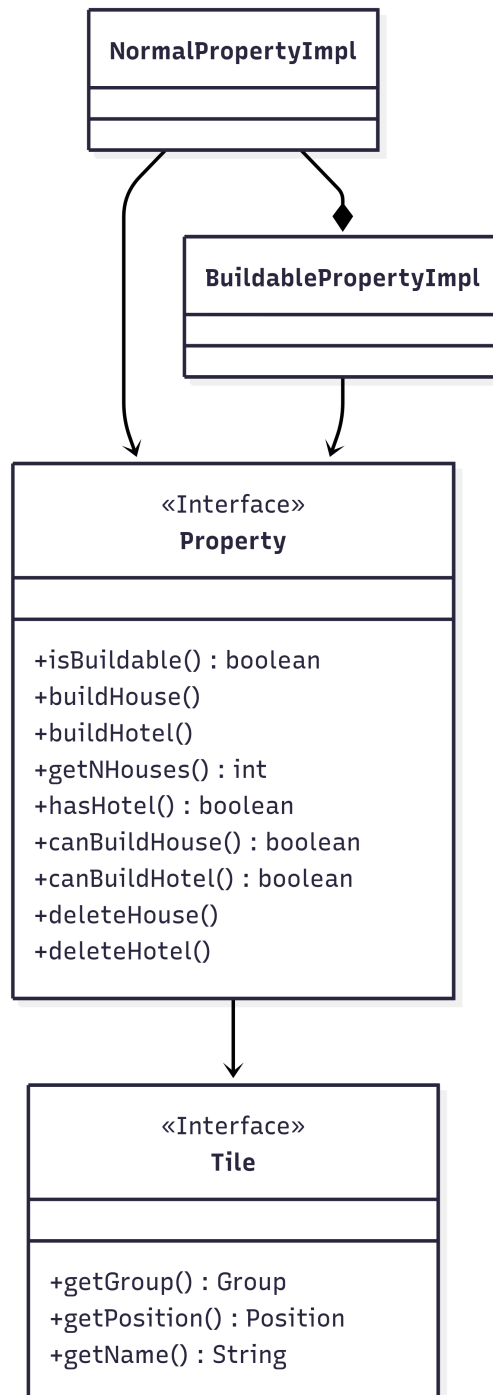 NormalPropertyImpl
BuildablePropertyImpl
«Interface»
Property
+isBuildable() : boolean
+buildHouse()
+buildHotel()
+getNHouses() : int
+hasHotel() : boolean
+canBuildHouse() : boolean
+canBuildHotel() : boolean
+deleteHouse()
+deleteHotel()
«Interface»
Tile
+getGroup() : Group
+getPosition() : Position
+getName() : String